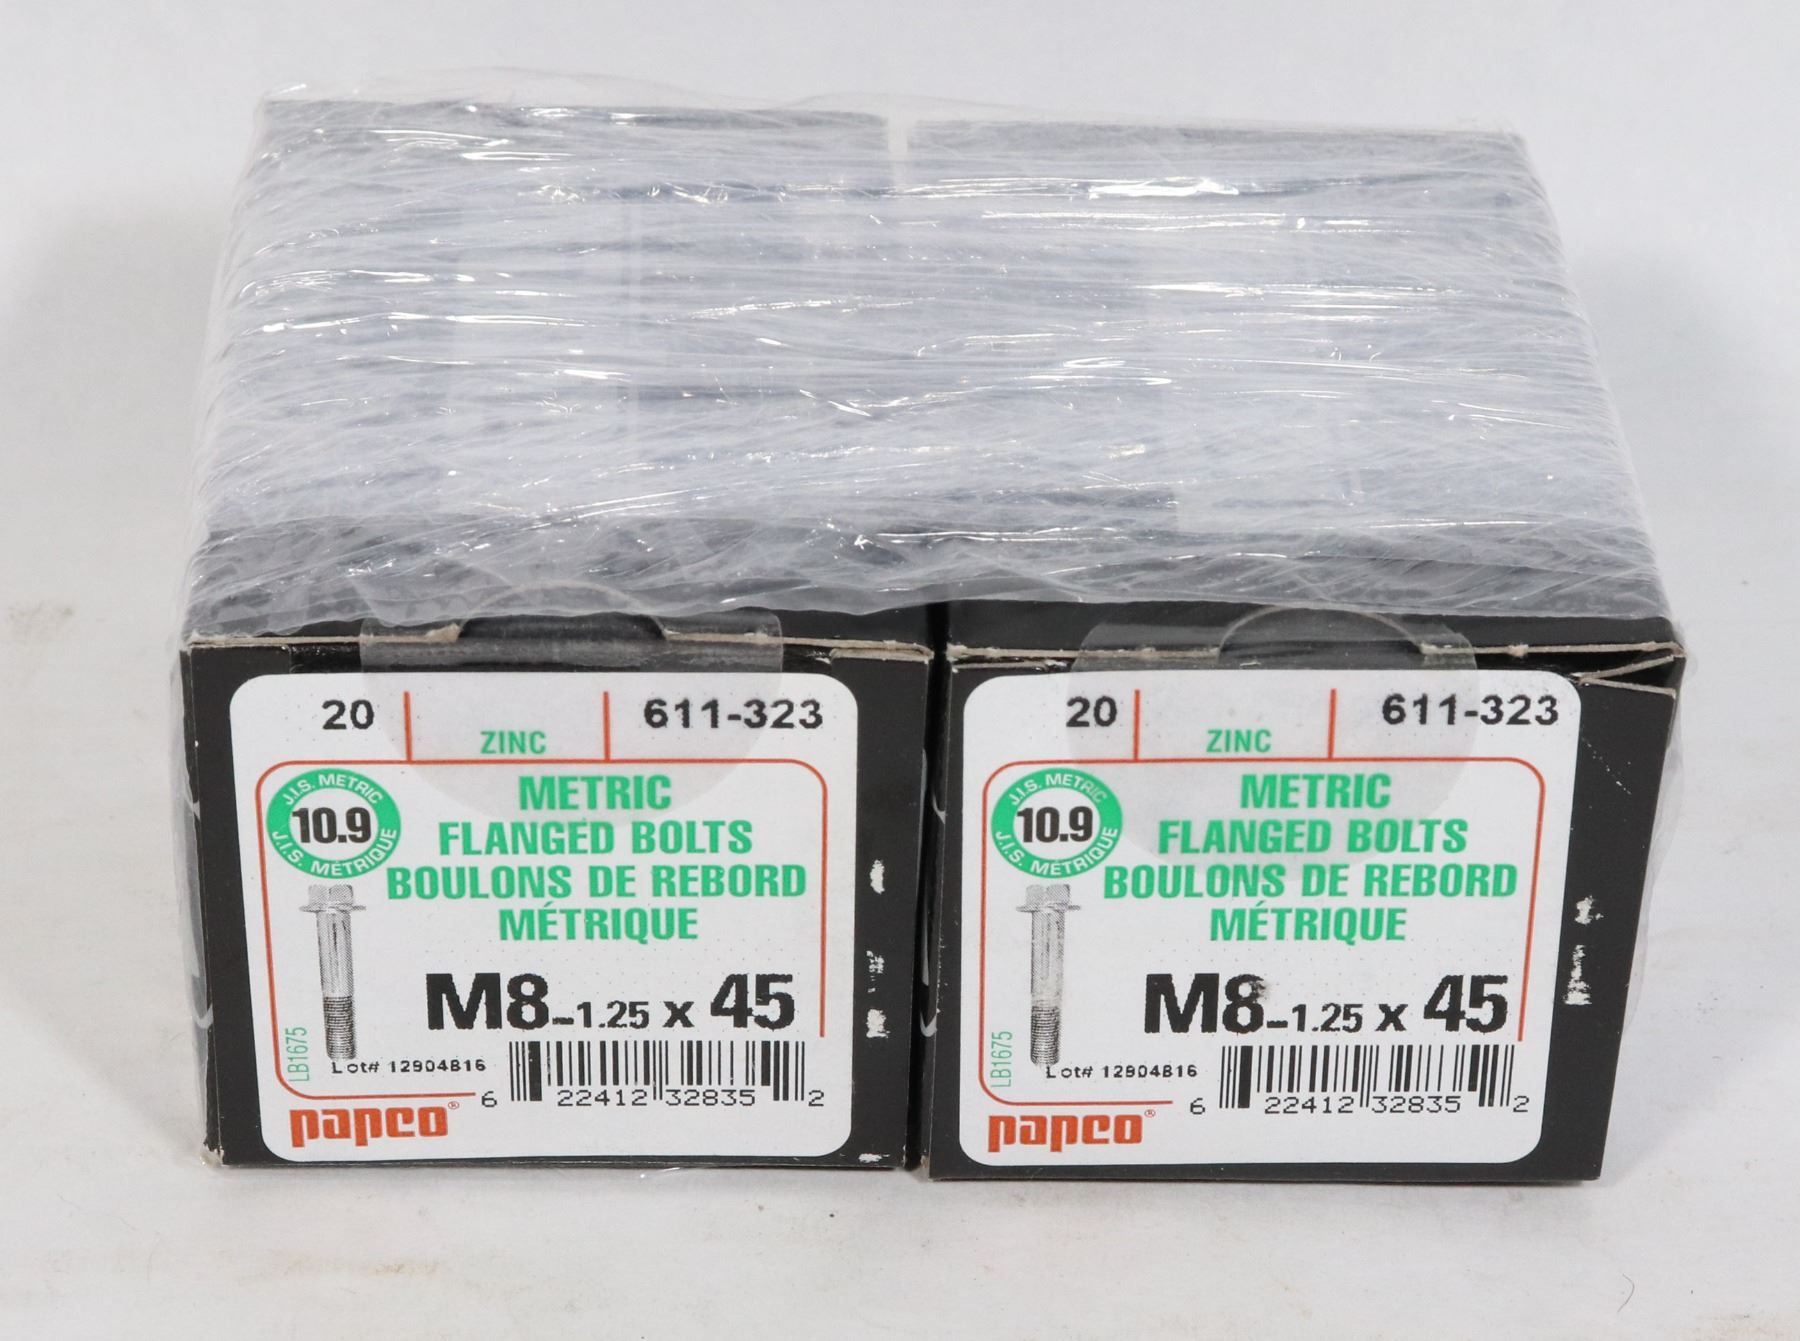 20 ZINC 611-323
J.I.S. METRIC
10.9
J.I.S. MÉTRIQUE
METRIC
FLANGED BOLTS
BOULONS DE REBORD
MÉTRIQUE
M8-1.25 x 45
LB1675
Lot# 12904816
6 22412 32835 2
papco®
20 ZINC 611-323
J.I.S. METRIC
10.9
J.I.S. MÉTRIQUE
METRIC
FLANGED BOLTS
BOULONS DE REBORD
MÉTRIQUE
M8-1.25 x 45
LB1675
Lot# 12904816
6 22412 32835 2
papco®